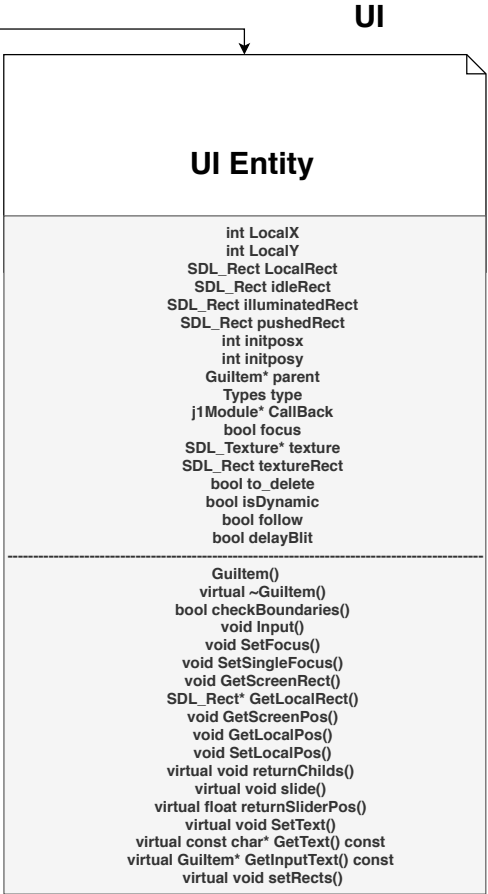 UI
UI Entity
int LocalX
int LocalY
SDL_Rect LocalRect
SDL_Rect idleRect
SDL_Rect illuminatedRect
SDL_Rect pushedRect
int initposx
int initposy
GuiItem* parent
Types type
j1Module* CallBack
bool focus
SDL_Texture* texture
SDL_Rect textureRect
bool to_delete
bool isDynamic
bool follow
bool delayBlit
GuiItem()
virtual ~GuiItem()
bool checkBoundaries()
void Input()
void SetFocus()
void SetSingleFocus()
void GetScreenRect()
SDL_Rect* GetLocalRect()
void GetScreenPos()
void GetLocalPos()
void SetLocalPos()
virtual void returnChilds()
virtual void slide()
virtual float returnSliderPos()
virtual void SetText()
virtual const char* GetText() const
virtual GuiItem* GetInputText() const
virtual void setRects()